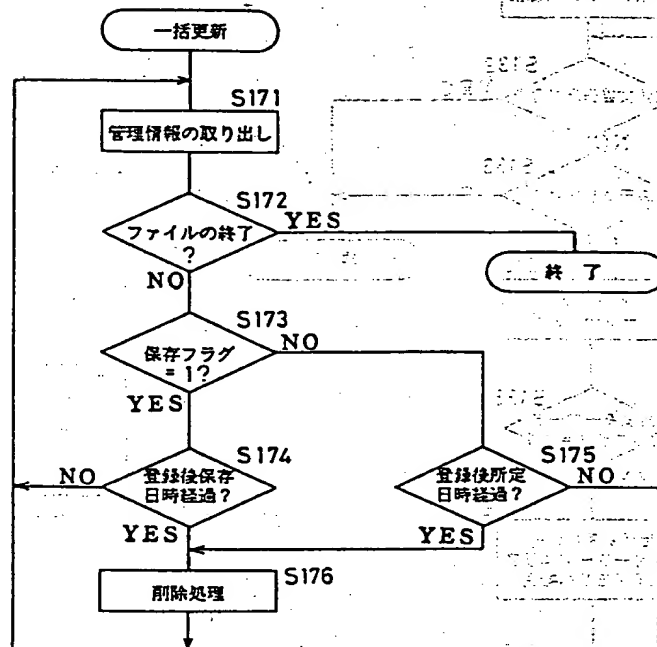 一括更新
S171
管理情報の取り出し
S172
ファイルの終了
?
YES
NO
終 了
S173
保存フラグ
= 1?
NO
YES
S174
登録後保存
日時経過?
NO
YES
S175
登録後所定
日時経過?
NO
YES
S176
削除処理